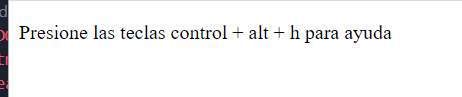 Presione las teclas control + alt + h para ayuda